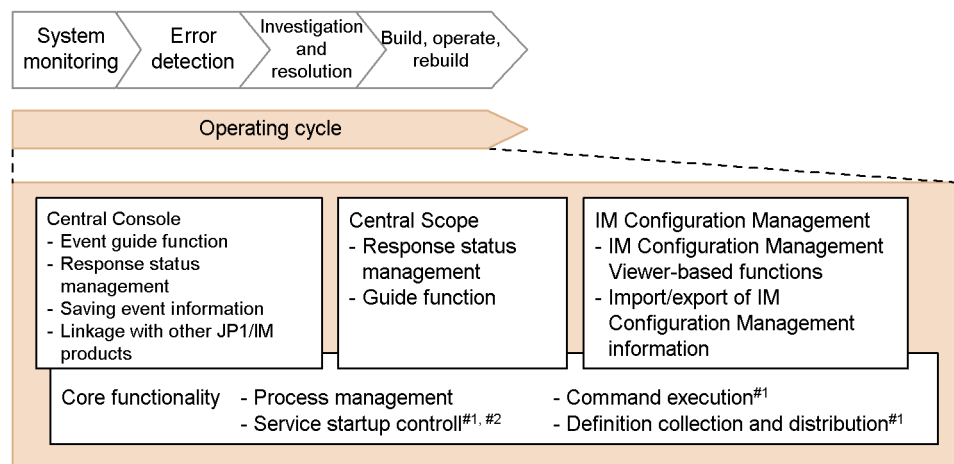 System
monitoring
Error
detection
Investigation
and
resolution
Build, operate,
rebuild
Operating cycle
Central Console
- Event guide function
- Response status
management
- Saving event information
- Linkage with other JP1/IM
products
Central Scope
- Response status
management
- Guide function
IM Configuration Management
- IM Configuration Management
Viewer-based functions
- Import/export of IM
Configuration Management
information
Core functionality
- Process management
- Command execution#1
- Service startup controll#1, #2
- Definition collection and distribution#1